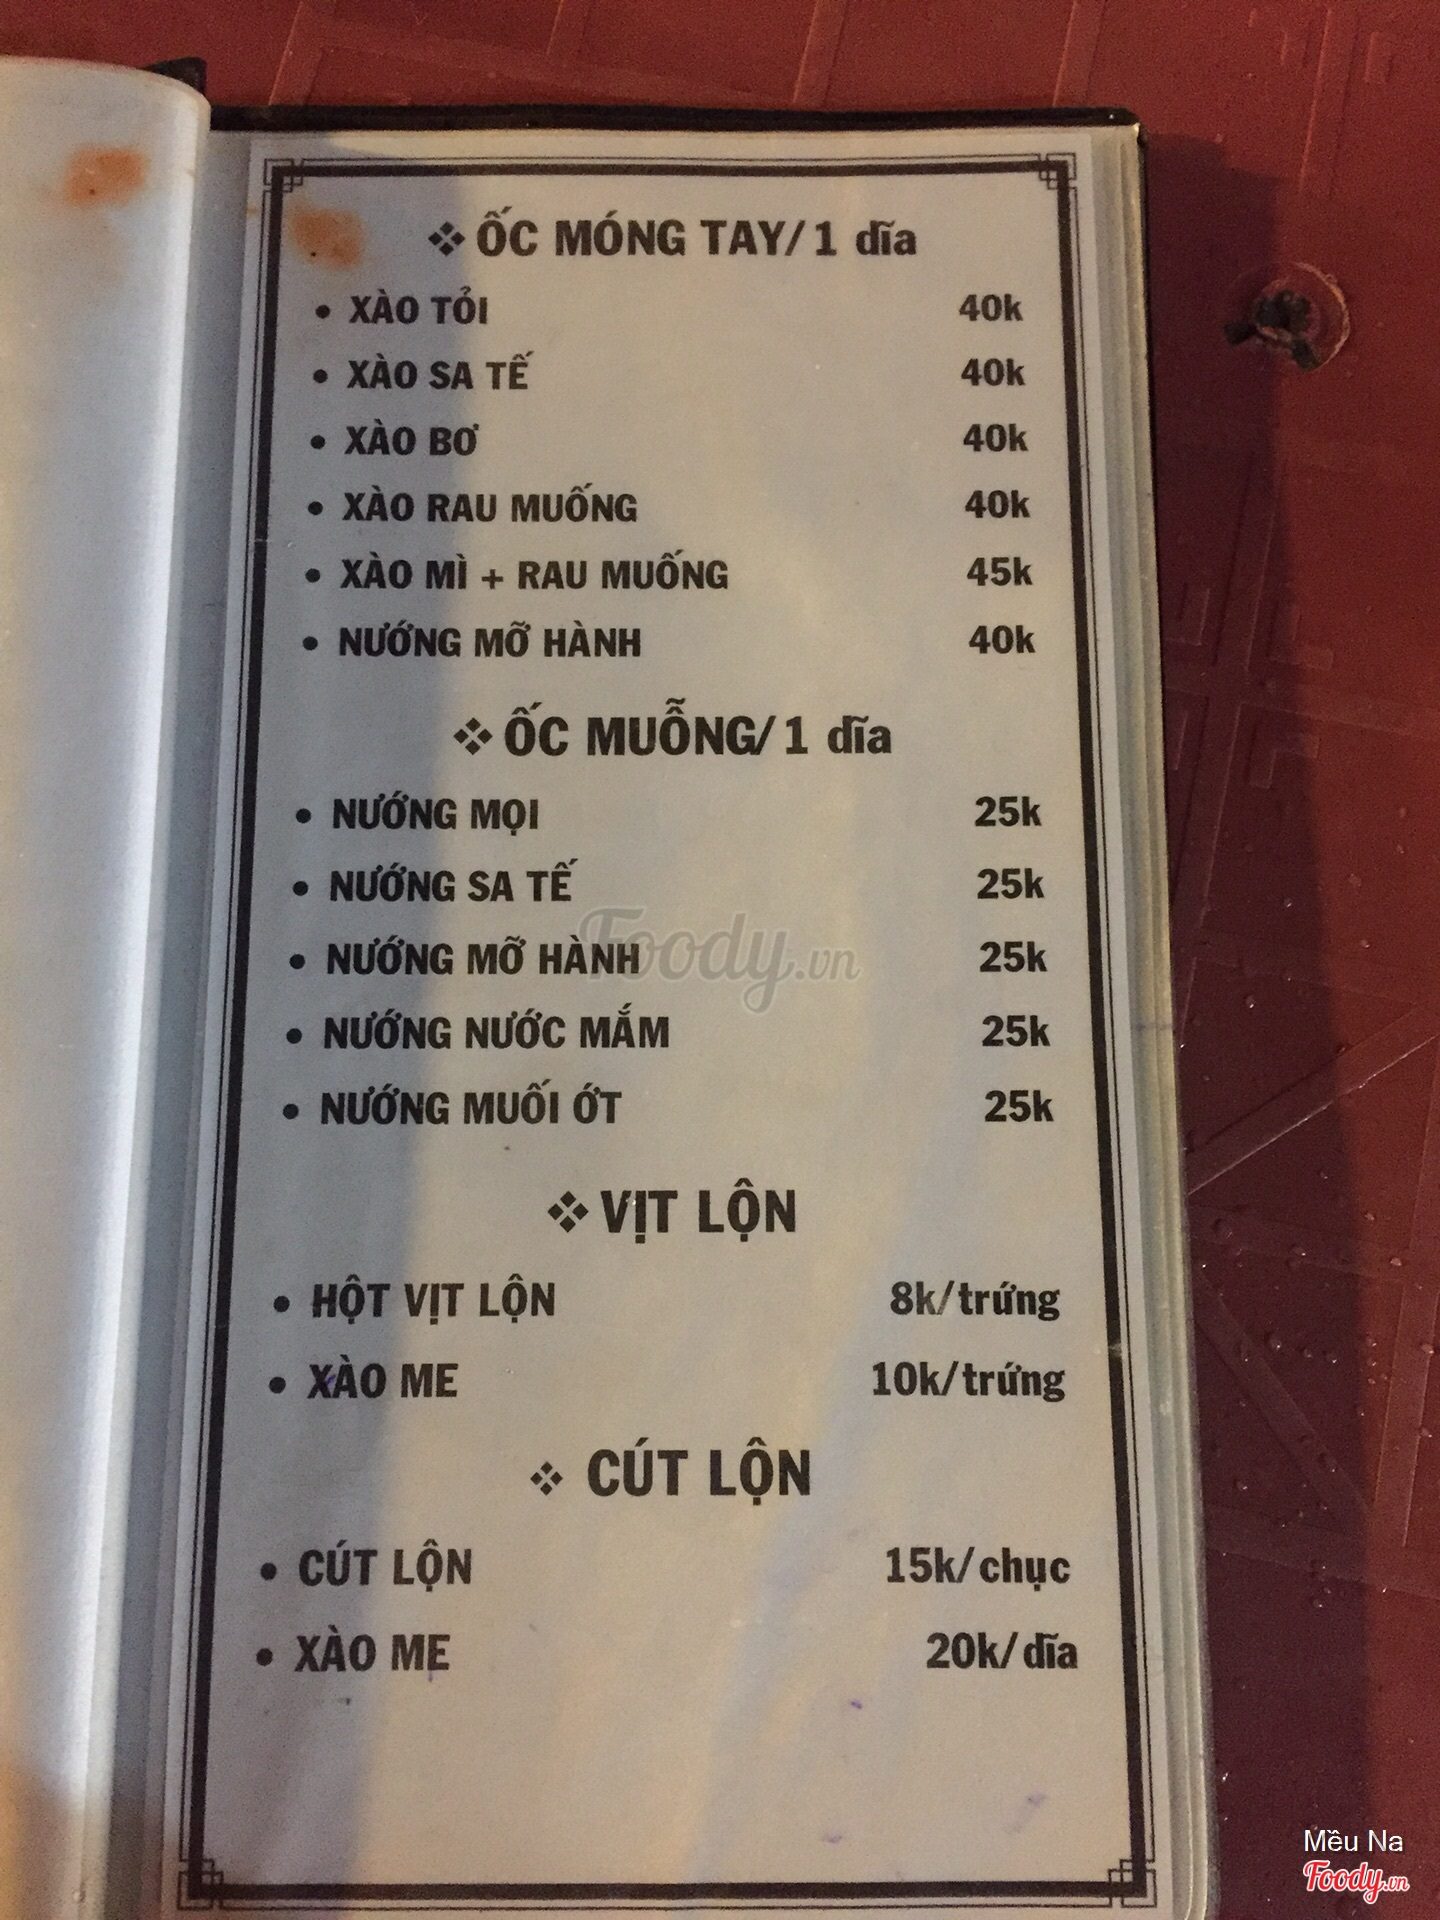 ❖ ỐC MÓNG TAY/ 1 dĩa
• XÀO TỎI 40k
• XÀO SA TẾ 40k
• XÀO BƠ 40k
• XÀO RAU MUỐNG 40k
• XÀO MÌ + RAU MUỐNG 45k
• NƯỚNG MỠ HÀNH 40k
❖ ỐC MUỖNG/ 1 dĩa
• NƯỚNG MỌI 25k
• NƯỚNG SA TẾ 25k
• NƯỚNG MỠ HÀNH 25k
Foody.vn
• NƯỚNG NƯỚC MẮM 25k
• NƯỚNG MUỐI ỚT 25k
❖ VỊT LỘN
• HỘT VỊT LỘN 8k/trứng
• XÀO ME 10k/trứng
❖ CÚT LỘN
• CÚT LỘN 15k/chục
• XÀO ME 20k/dĩa
Mều Na
Foody.vn